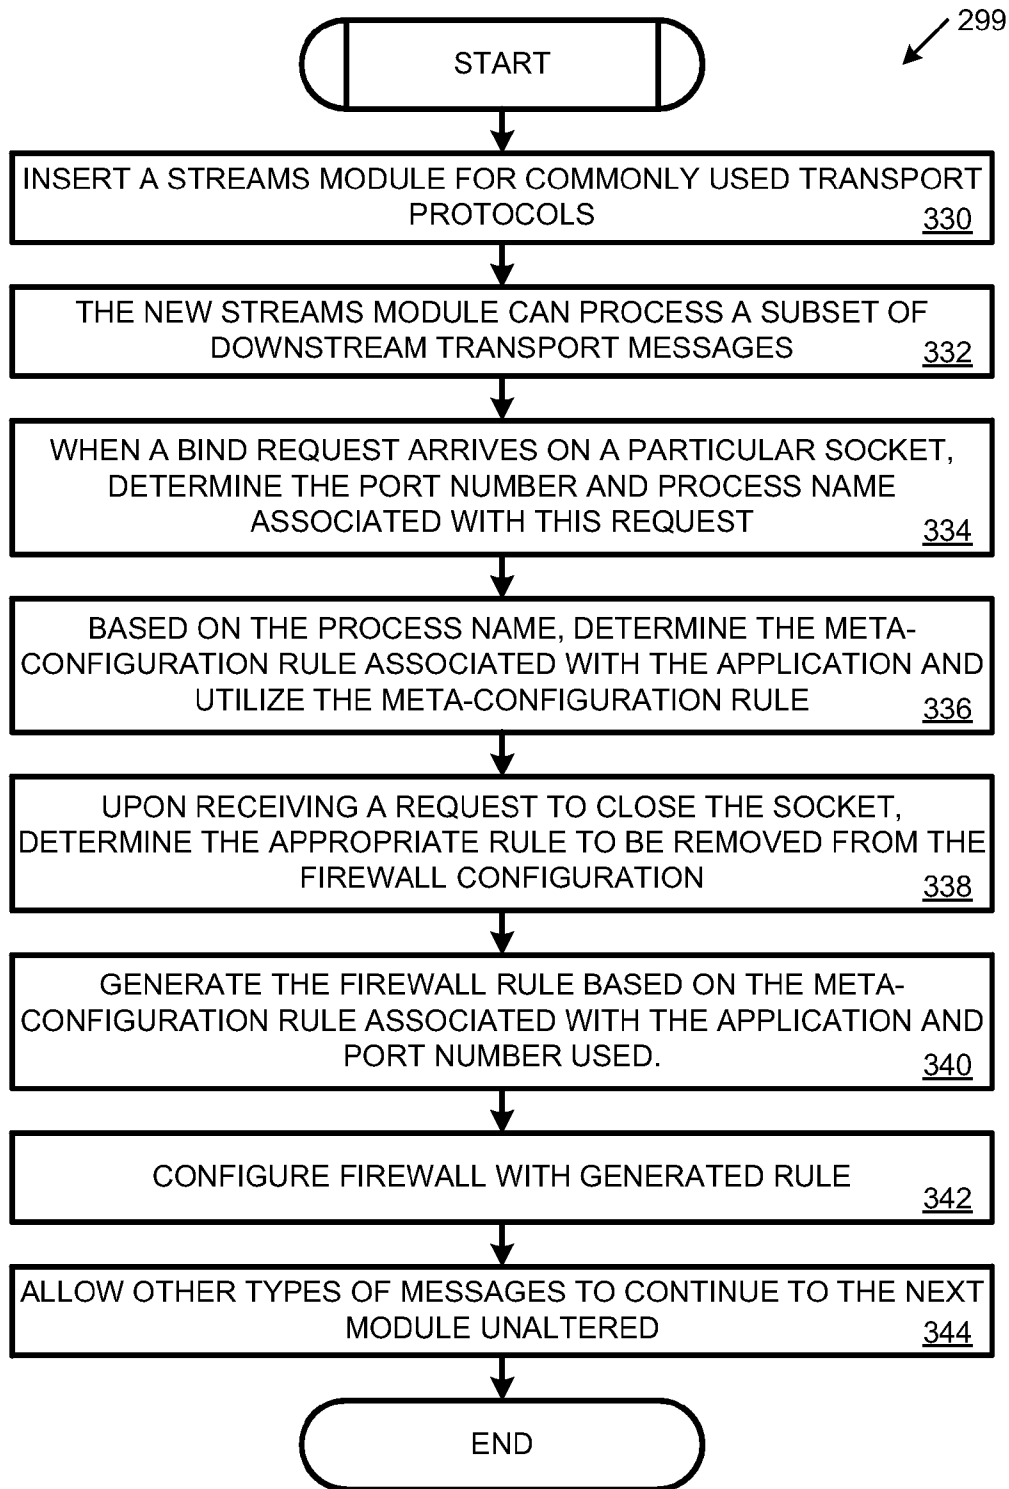 299
START
INSERT A STREAMS MODULE FOR COMMONLY USED TRANSPORT
PROTOCOLS
330
THE NEW STREAMS MODULE CAN PROCESS A SUBSET OF
DOWNSTREAM TRANSPORT MESSAGES
332
WHEN A BIND REQUEST ARRIVES ON A PARTICULAR SOCKET,
DETERMINE THE PORT NUMBER AND PROCESS NAME
ASSOCIATED WITH THIS REQUEST
334
BASED ON THE PROCESS NAME, DETERMINE THE META-
CONFIGURATION RULE ASSOCIATED WITH THE APPLICATION AND
UTILIZE THE META-CONFIGURATION RULE
336
UPON RECEIVING A REQUEST TO CLOSE THE SOCKET,
DETERMINE THE APPROPRIATE RULE TO BE REMOVED FROM THE
FIREWALL CONFIGURATION
338
GENERATE THE FIREWALL RULE BASED ON THE META-
CONFIGURATION RULE ASSOCIATED WITH THE APPLICATION AND
PORT NUMBER USED.
340
CONFIGURE FIREWALL WITH GENERATED RULE
342
ALLOW OTHER TYPES OF MESSAGES TO CONTINUE TO THE NEXT
MODULE UNALTERED
344
END